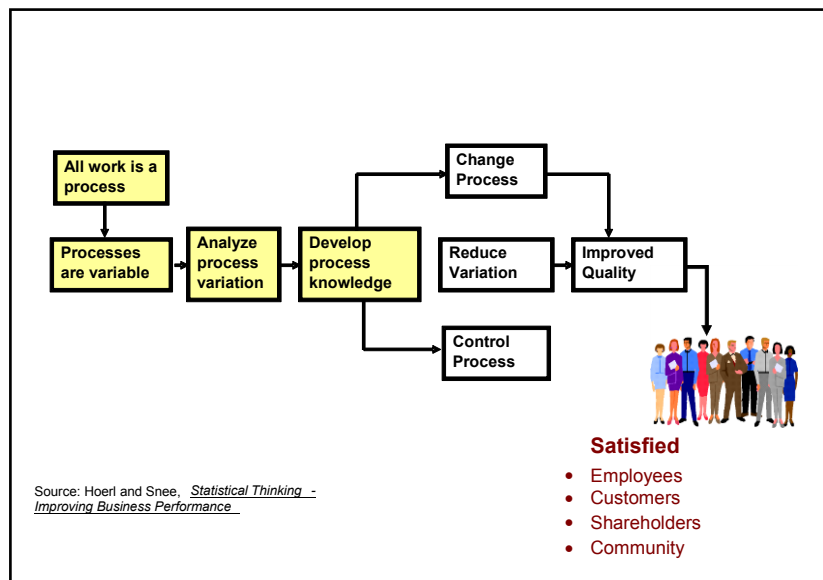 All work is a
process
Processes
are variable
Analyze
process
variation
Develop
process
knowledge
Change
Process
Reduce
Variation
Improved
Quality
Control
Process
Satisfied
• Employees
• Customers
• Shareholders
• Community
Source: Hoerl and Snee, Statistical Thinking -
Improving Business Performance